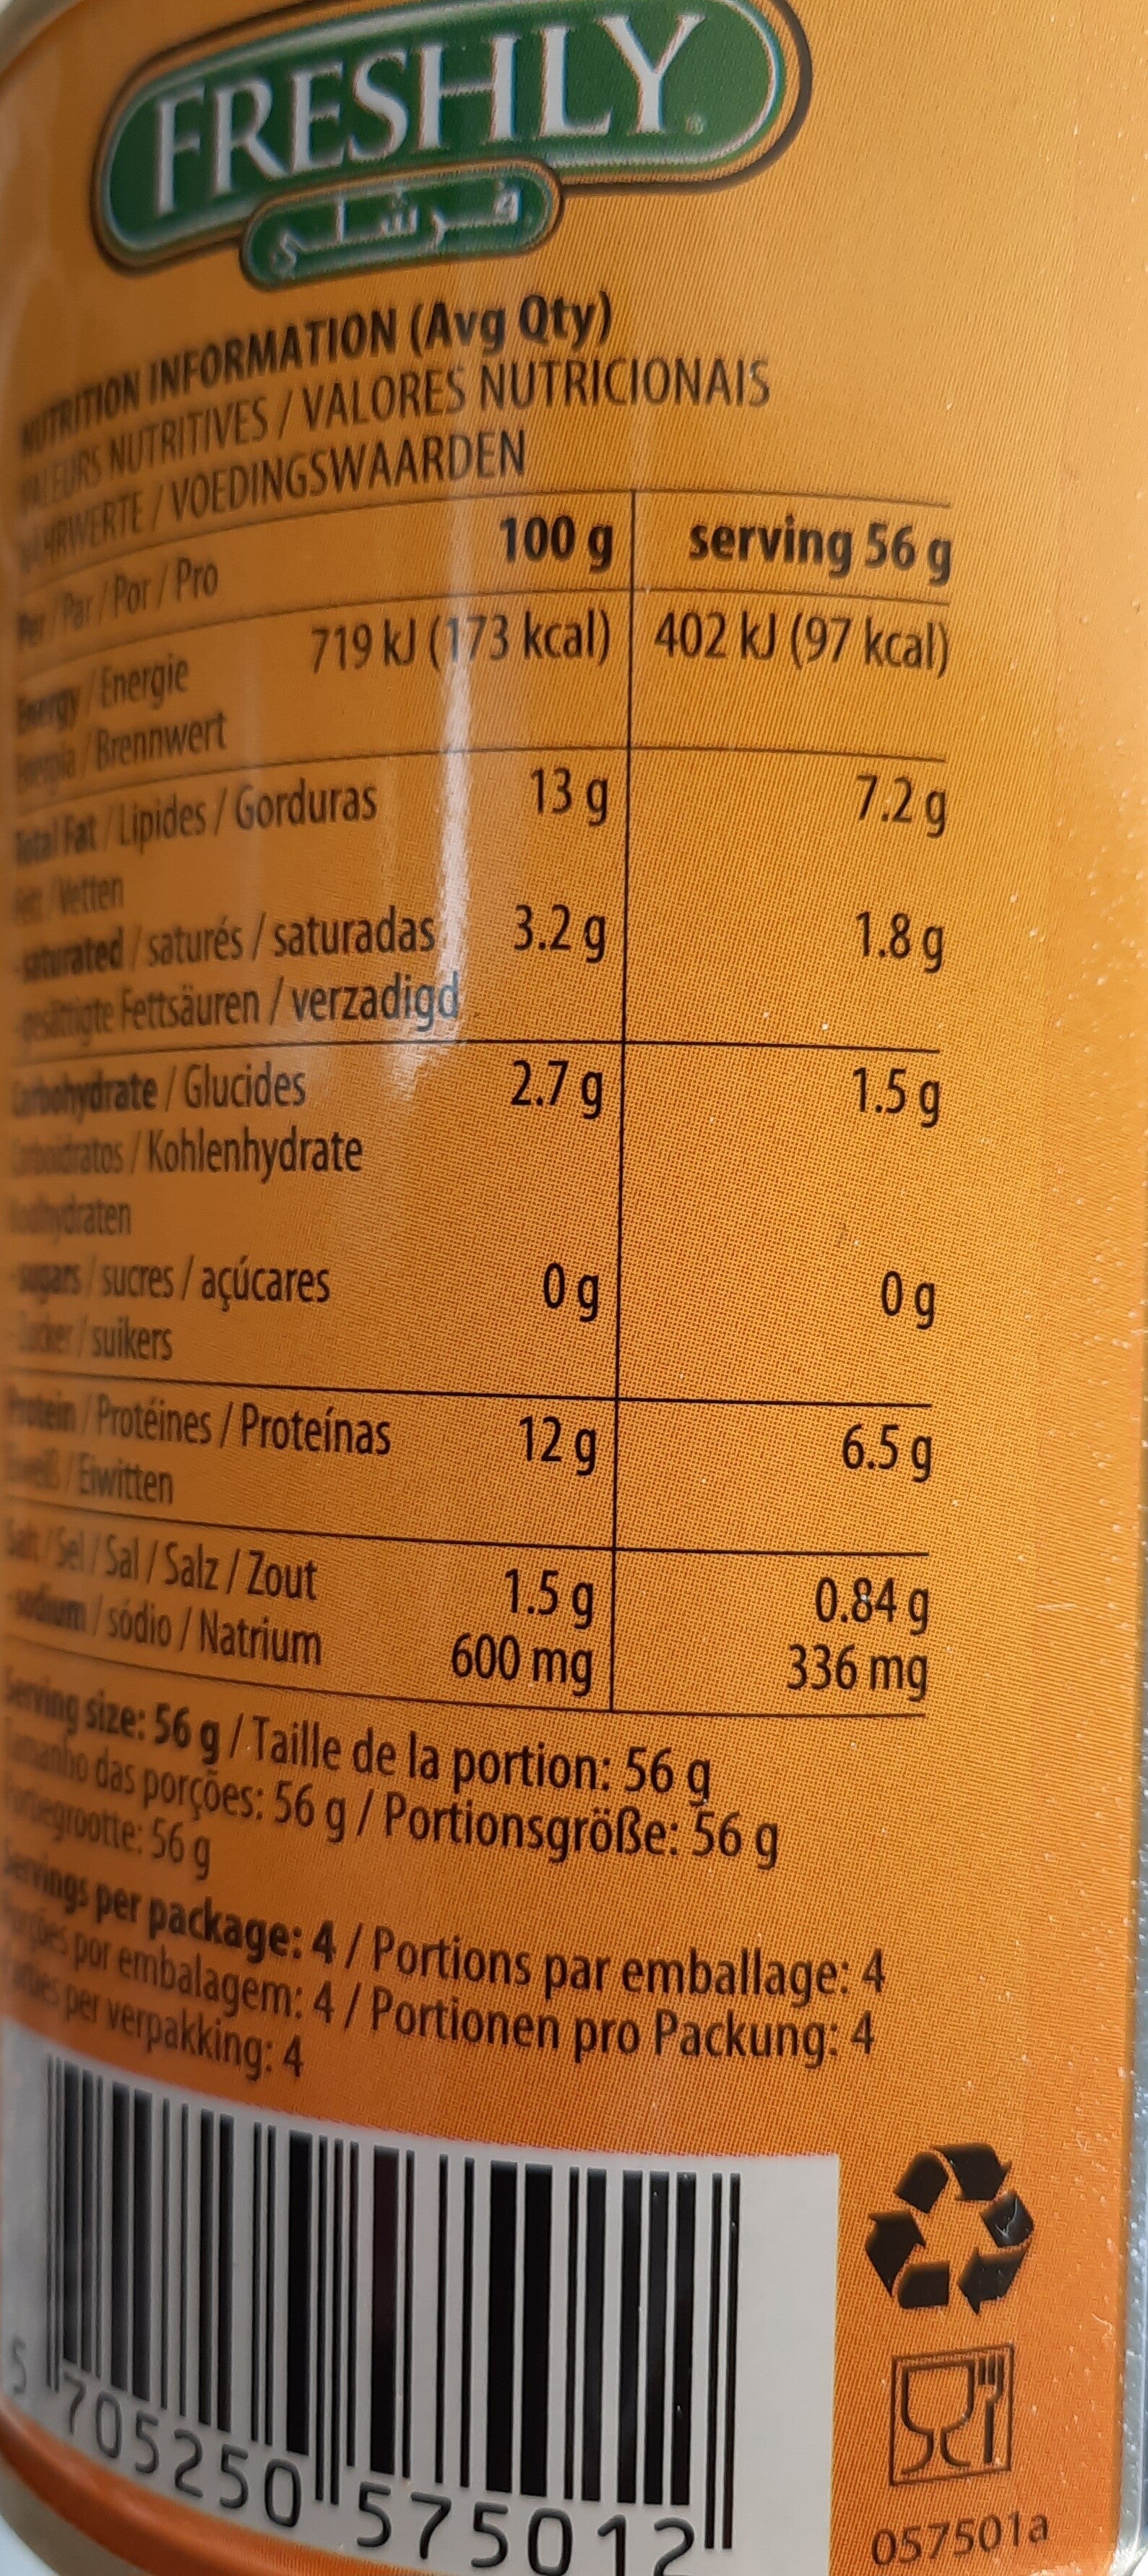 FRESHLY®
فرشلي
NUTRITION INFORMATION (Avg Qty)
VALEURS NUTRITIVES / VALORES NUTRICIONAIS
NÄHRWERTE / VOEDINGSWAARDEN
Per / Par / Por / Pro 100 g serving 56 g
Energy / Energie 719 kJ (173 kcal) 402 kJ (97 kcal)
Energia / Brennwert
Total Fat / Lipides / Gorduras 13 g 7.2 g
Fett / Vetten
- saturated / saturés / saturadas 3.2 g 1.8 g
- gesättigte Fettsäuren / verzadigd
Carbohydrate / Glucides 2.7 g 1.5 g
Carboidratos / Kohlenhydrate
Koolhydraten
- sugars / sucres / açúcares 0 g 0 g
- Zucker / suikers
Protein / Protéines / Proteínas 12 g 6.5 g
Eiweiß / Eiwitten
Salt / Sel / Sal / Salz / Zout 1.5 g 0.84 g
- sodium / sódio / Natrium 600 mg 336 mg
Serving size: 56 g / Taille de la portion: 56 g
Tamanho das porções: 56 g / Portionsgröße: 56 g
Portiegrootte: 56 g
Servings per package: 4 / Portions par emballage: 4
Porções por embalagem: 4 / Portionen pro Packung: 4
Porties per verpakking: 4
5 705250 575012
057501a